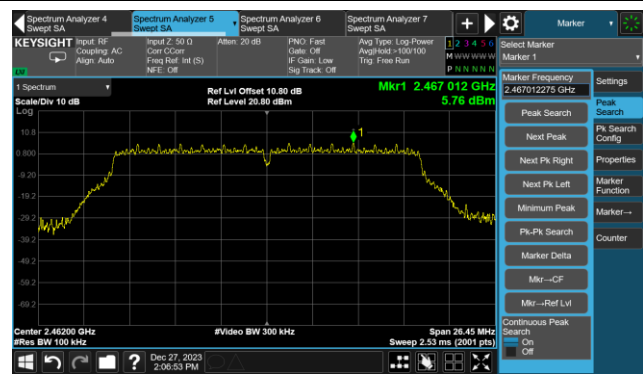 Spectrum Analyzer 4
Swept SA
Spectrum Analyzer 5
Swept SA
Spectrum Analyzer 6
Swept SA
Spectrum Analyzer 7
Swept SA
+
Marker
KEYSIGHT
LW
Input: RF
Coupling: AC
Align: Auto
Input Z: 50 Ω
Corr CCorr
Freq Ref: Int (S)
NFE: Off
Atten: 20 dB
PNO: Fast
Gate: Off
IF Gain: Low
Sig Track: Off
Avg Type: Log-Power
Avg|Hold:>100/100
Trig: Free Run
1 2 3 4 5 6
M W W W W W
P N N N N N
Select Marker
Marker 1
1 Spectrum
Scale/Div 10 dB
Log
Ref Lvl Offset 10.80 dB
Ref Level 20.80 dBm
Mkr1 2.467 012 GHz
5.76 dBm
1
10.8
0.800
-9.20
-19.2
-29.2
-39.2
-49.2
-59.2
-69.2
Center 2.46200 GHz
#Res BW 100 kHz
#Video BW 300 kHz
Span 26.45 MHz
Sweep 2.53 ms (2001 pts)
Marker Frequency
2.467012275 GHz
Peak Search
Next Peak
Next Pk Right
Next Pk Left
Minimum Peak
Pk-Pk Search
Marker Delta
Mkr→CF
Mkr→Ref Lvl
Continuous Peak
Search
On
Off
Settings
Peak
Search
Pk Search
Config
Properties
Marker
Function
Marker→
Counter
?
Dec 27, 2023
2:06:53 PM